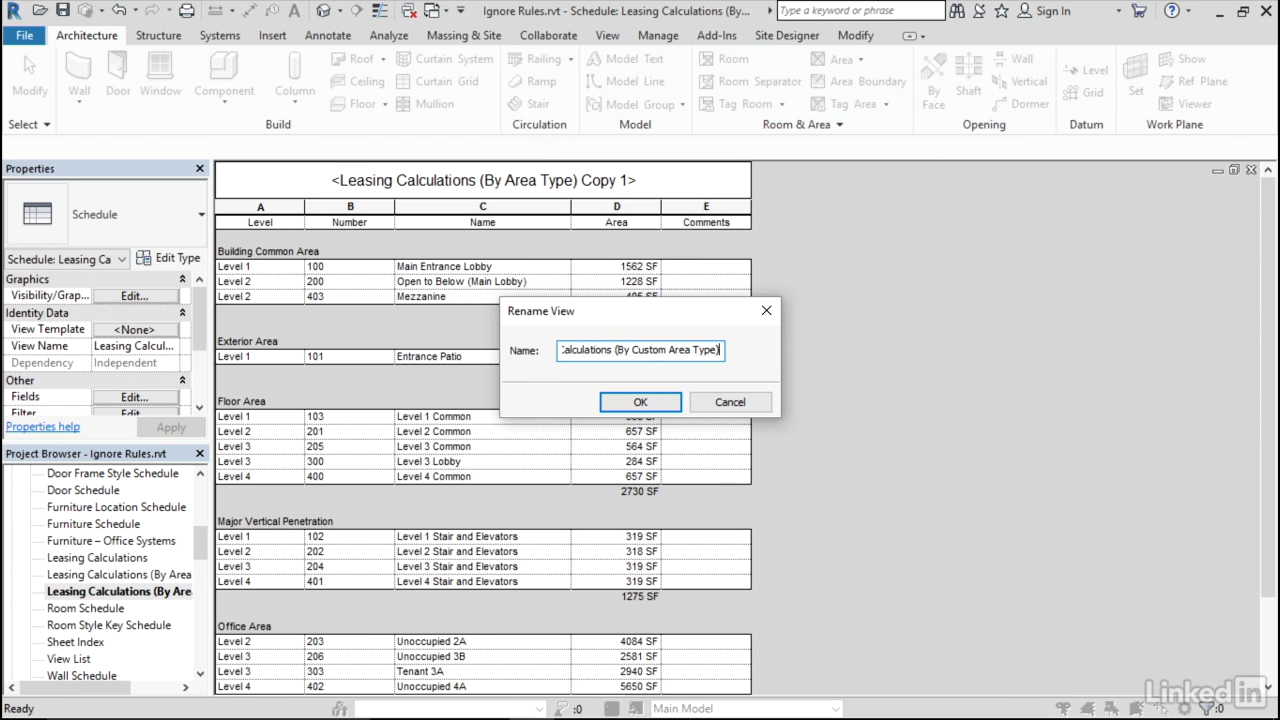 Ignore Rules.rvt - Schedule: Leasing Calculations (By...
Type a keyword or phrase
Sign In
File Architecture Structure Systems Insert Annotate Analyze Massing & Site Collaborate View Manage Add-Ins Site Designer Modify
Modify
Wall
Door
Window
Component
Column
Roof
Ceiling
Floor
Curtain System
Curtain Grid
Mullion
Railing
Ramp
Stair
Model Text
Model Line
Model Group
Room
Room Separator
Tag Room
Area
Area Boundary
Tag Area
By Face
Shaft
Wall
Vertical
Dormer
Level
Grid
Set
Show
Ref Plane
Viewer
Select Build Circulation Model Room & Area Opening Datum Work Plane
Properties
Schedule
Schedule: Leasing Ca
Edit Type
Graphics
Visibility/Grap... Edit...
Identity Data
View Template <None>
View Name Leasing Calcul...
Dependency Independent
Other
Fields Edit...
Filter Edit...
Properties help Apply
Project Browser - Ignore Rules.rvt
Door Frame Style Schedule
Door Schedule
Furniture Location Schedule
Furniture Schedule
Furniture – Office Systems
Leasing Calculations
Leasing Calculations (By Area
Leasing Calculations (By Are
Room Schedule
Room Style Key Schedule
Sheet Index
View List
Wall Schedule
<Leasing Calculations (By Area Type) Copy 1>
A B C D E
Level Number Name Area Comments
Building Common Area
Level 1 100 Main Entrance Lobby 1562 SF
Level 2 200 Open to Below (Main Lobby) 1228 SF
Level 2 403 Mezzanine
Exterior Area
Level 1 101 Entrance Patio
Floor Area
Level 1 103 Level 1 Common
Level 2 201 Level 2 Common 657 SF
Level 3 205 Level 3 Common 564 SF
Level 3 300 Level 3 Lobby 284 SF
Level 4 400 Level 4 Common 657 SF
2730 SF
Major Vertical Penetration
Level 1 102 Level 1 Stair and Elevators 319 SF
Level 2 202 Level 2 Stair and Elevators 318 SF
Level 3 204 Level 3 Stair and Elevators 319 SF
Level 4 401 Level 4 Stair and Elevators 319 SF
1275 SF
Office Area
Level 2 203 Unoccupied 2A 4084 SF
Level 3 206 Unoccupied 3B 2581 SF
Level 3 303 Tenant 3A 2940 SF
Level 4 402 Unoccupied 4A 5650 SF
Rename View
Name: Calculations (By Custom Area Type)
OK Cancel
Ready
:0
Main Model
:0
Linked in